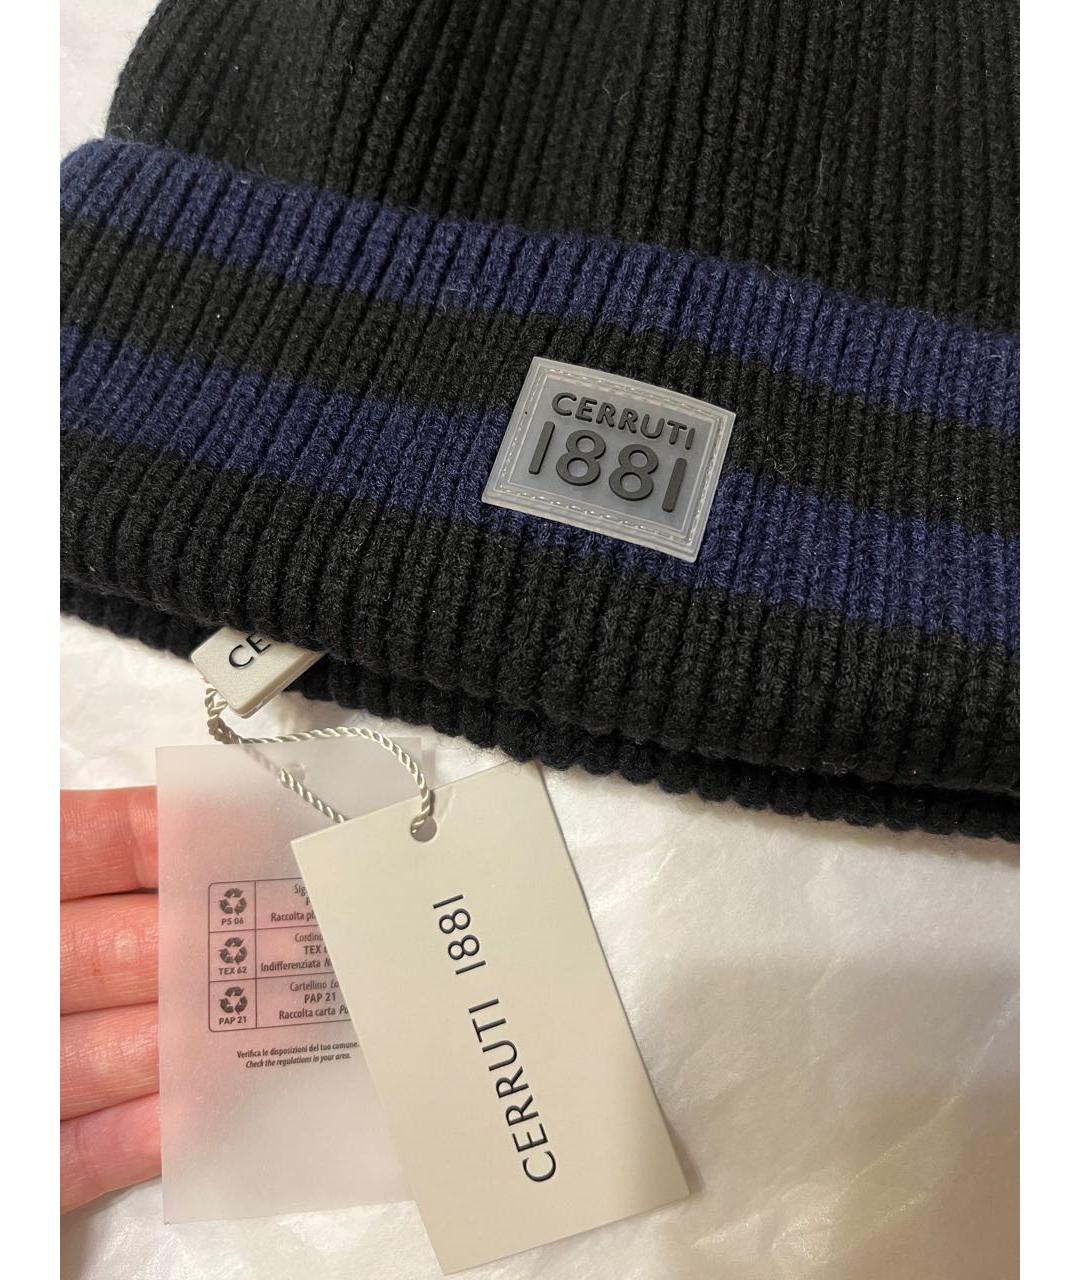 CERRUTI
1881
CE
PS 06
Raccolta
Cordino
TEX 62
TEX
Indifferenziata
Cartellino
PAP 21
PAP 21
Raccolta carta
Verifica le disposizioni del tuo comune.
Check the regulations in your area.
CERRUTI 1881